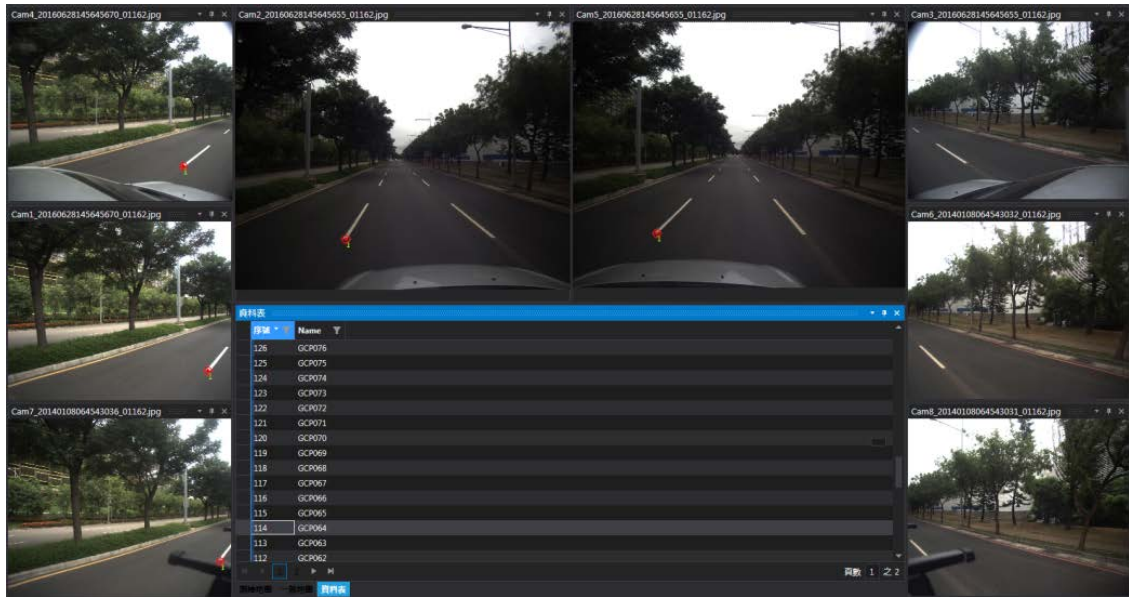 Cam4_20160628145645670_01162.jpg
Cam2_20160628145645655_01162.jpg
Cam5_20160628145645655_01162.jpg
Cam3_20160628145645655_01162.jpg
Cam1_20160628145645670_01162.jpg
Cam6_20140108064543032_01162.jpg
Cam7_20140108064543036_01162.jpg
Cam8_20140108064543031_01162.jpg
資料表
序號 Name
126 GCP076
125 GCP075
124 GCP074
123 GCP073
122 GCP072
121 GCP071
120 GCP070
119 GCP069
118 GCP068
117 GCP067
116 GCP066
115 GCP065
114 GCP064
113 GCP063
112 GCP062
頁數 1 之 2
資料表